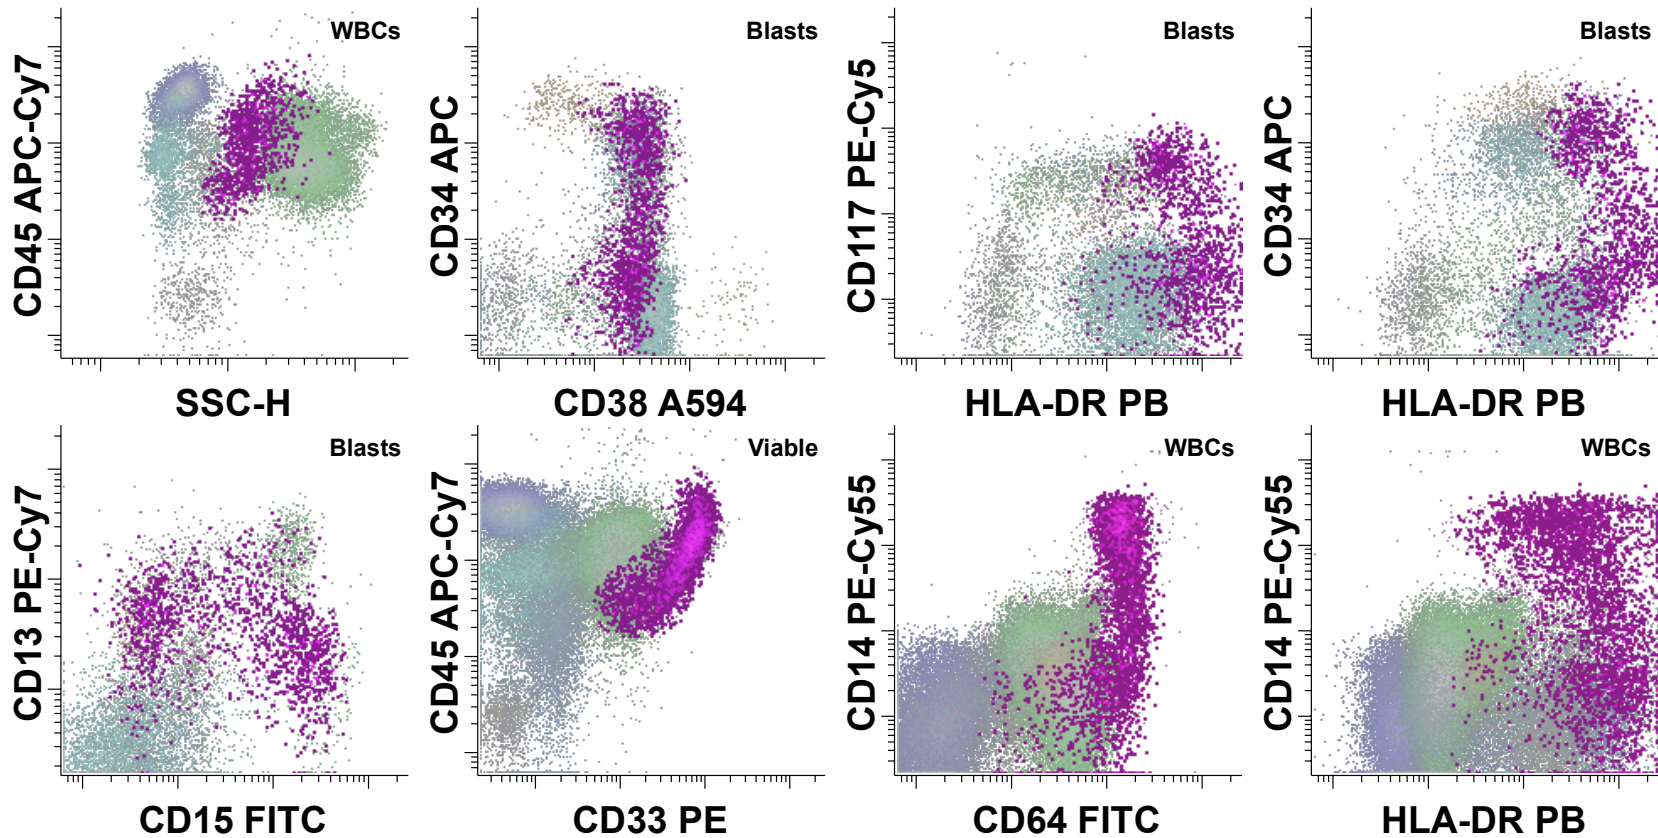 WBCs
CD45 APC-Cy7
SSC-H
Blasts
CD34 APC
CD38 A594
Blasts
CD117 PE-Cy5
HLA-DR PB
Blasts
CD34 APC
HLA-DR PB
Blasts
CD13 PE-Cy7
CD15 FITC
Viable
CD45 APC-Cy7
CD33 PE
WBCs
CD14 PE-Cy55
CD64 FITC
WBCs
CD14 PE-Cy55
HLA-DR PB